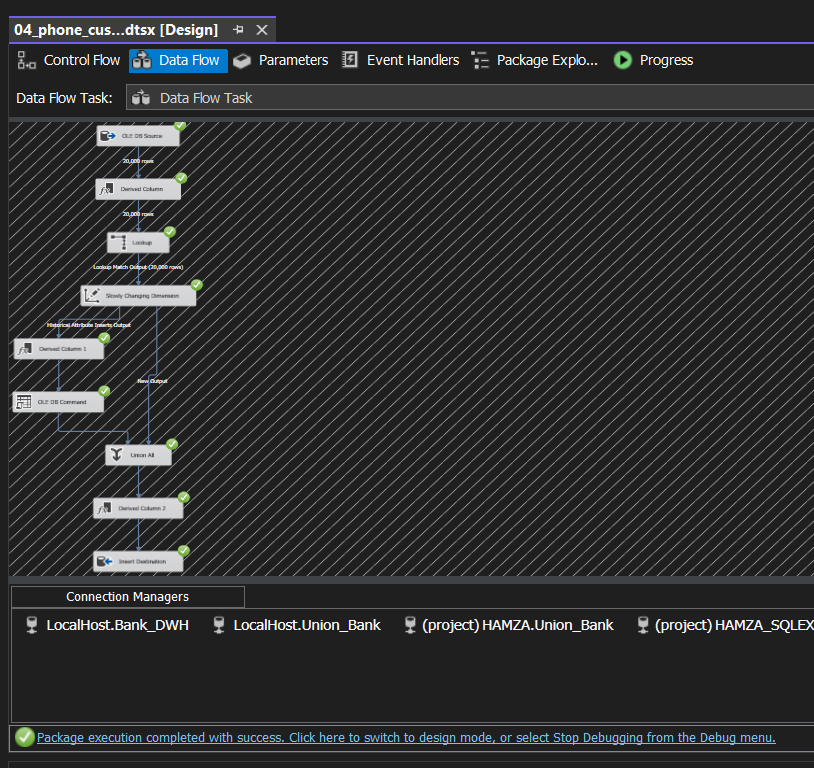 04_phone_cus...dtsx [Design]
Control Flow Data Flow Parameters Event Handlers Package Explo... Progress
Data Flow Task: Data Flow Task
OLE DB Source
20,000 rows
Derived Column
20,000 rows
Lookup
Lookup Match Output (20,000 rows)
Slowly Changing Dimension
Historical Attribute Inserts Output
Derived Column 1
New Output
OLE DB Command
Union All
Derived Column 2
Insert Destination
Connection Managers
LocalHost.Bank_DWH LocalHost.Union_Bank (project) HAMZA.Union_Bank (project) HAMZA_SQLEX
Package execution completed with success. Click here to switch to design mode, or select Stop Debugging from the Debug menu.